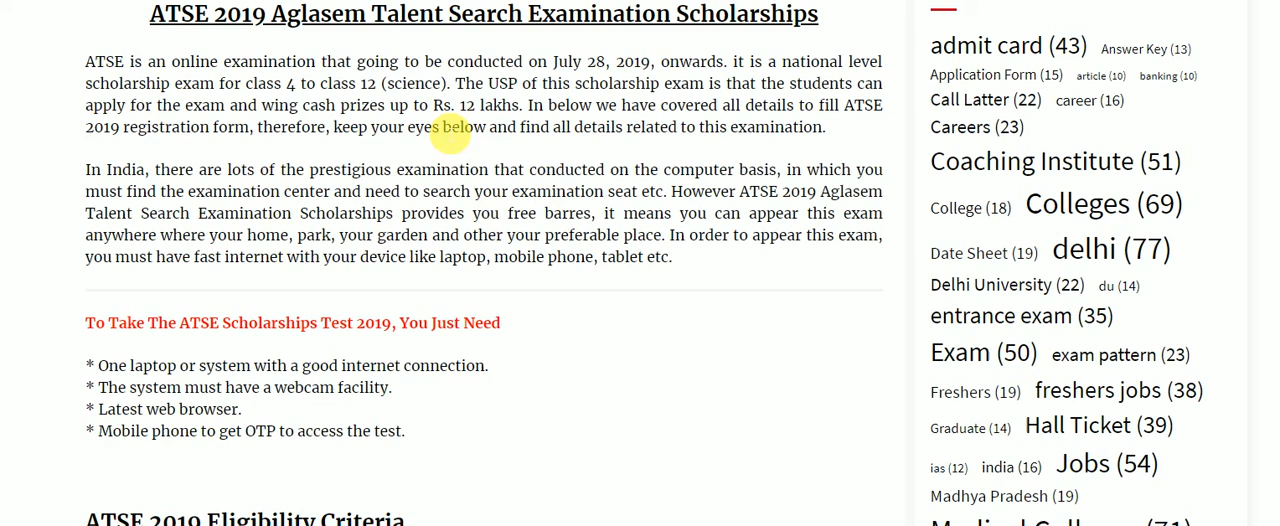 ATSE 2019 Aglasem Talent Search Examination Scholarships
ATSE is an online examination that going to be conducted on July 28, 2019, onwards. it is a national level
scholarship exam for class 4 to class 12 (science). The USP of this scholarship exam is that the students can
apply for the exam and wing cash prizes up to Rs. 12 lakhs. In below we have covered all details to fill ATSE
2019 registration form, therefore, keep your eyes below and find all details related to this examination.
In India, there are lots of the prestigious examination that conducted on the computer basis, in which you
must find the examination center and need to search your examination seat etc. However ATSE 2019 Aglasem
Talent Search Examination Scholarships provides you free barres, it means you can appear this exam
anywhere where your home, park, your garden and other your preferable place. In order to appear this exam,
you must have fast internet with your device like laptop, mobile phone, tablet etc.
To Take The ATSE Scholarships Test 2019, You Just Need
* One laptop or system with a good internet connection.
* The system must have a webcam facility.
* Latest web browser.
* Mobile phone to get OTP to access the test.
ATSE 2019 Eligibility Criteria
admit card (43) Answer Key (13)
Application Form (15) article (10) banking (10)
Call Latter (22) career (16)
Careers (23)
Coaching Institute (51)
College (18) Colleges (69)
Date Sheet (19) delhi (77)
Delhi University (22) du (14)
entrance exam (35)
Exam (50) exam pattern (23)
Freshers (19) freshers jobs (38)
Graduate (14) Hall Ticket (39)
ias (12) india (16) Jobs (54)
Madhya Pradesh (19)
Medical Colleges (71)